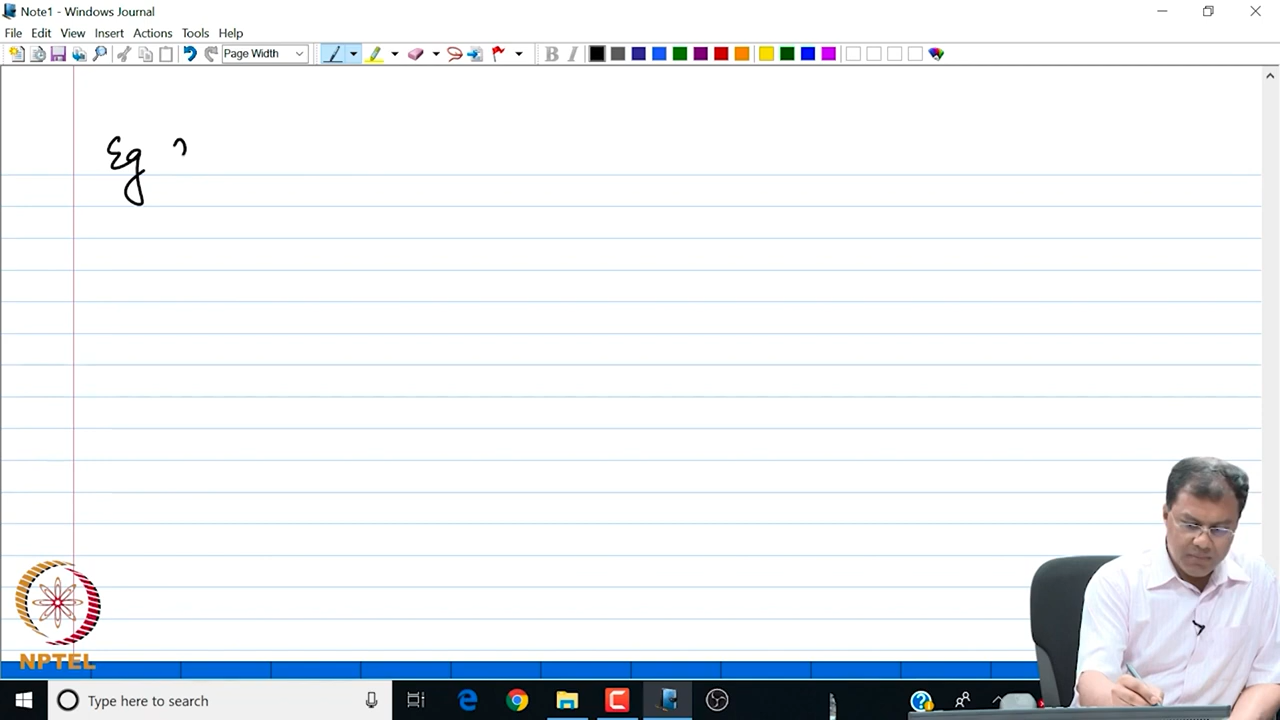 Note1 - Windows Journal
File Edit View Insert Actions Tools Help
Page Width B I
Eg
NPTEL
Type here to search